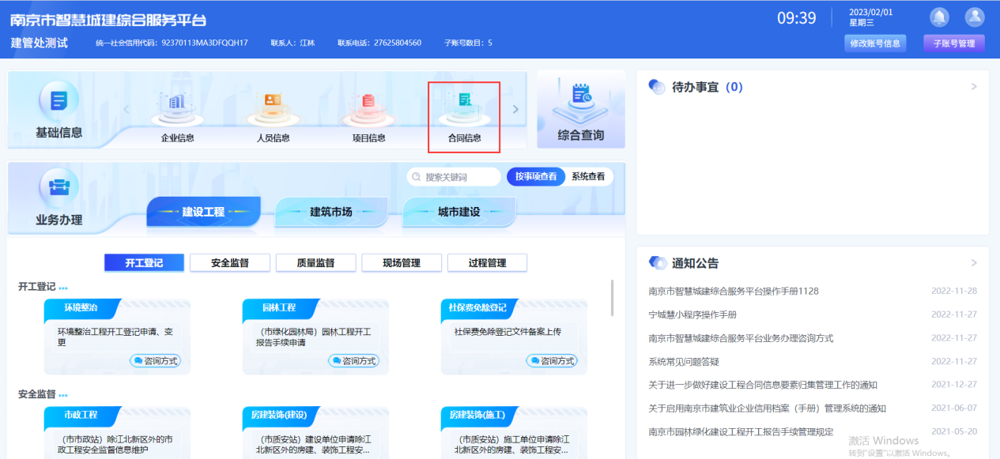 南京市智慧城建综合服务平台
09:39
2023/02/01
星期三
建管处测试
统一社会信用代码：92370113MA3DFQQH17
联系人：江林
联系电话：27625804560
子账号数目：5
修改账号信息
子账号管理
基础信息
企业信息
人员信息
项目信息
合同信息
综合查询
业务办理
搜索关键词
按事项查看
系统查看
建设工程
建筑市场
城市建设
开工登记
安全监督
质量监督
现场管理
过程管理
开工登记
环境整治
环境整治工程开工登记申请、变
更
咨询方式
园林工程
（市绿化园林局）园林工程开工
报告手续申请
咨询方式
社保费免除登记
社保费免除登记文件备案上传
咨询方式
安全监督
市政工程
（市市政站）除江北新区外的市
政工程安全监督信息维护
房建装饰(建设)
（市质安站）建设单位申请除江
北新区外的房建、装饰工程安...
房建装饰(施工)
（市质安站）施工单位申请除江
北新区外的房建、装饰工程安...
待办事宜（0）
通知公告
南京市智慧城建综合服务平台操作手册1128
2022-11-28
宁城慧小程序操作手册
2022-11-27
南京市智慧城建综合服务平台业务办理咨询方式
2022-11-27
系统常见问题答疑
2022-11-27
关于进一步做好建设工程合同信息要素归集管理工作的通知
2021-12-27
关于启用南京市建筑业企业信用档案（手册）管理系统的通知
2021-06-07
南京市园林绿化建设工程开工报告手续管理规定
2021-05-20
激活 Windows
转到"设置"以激活 Windows。